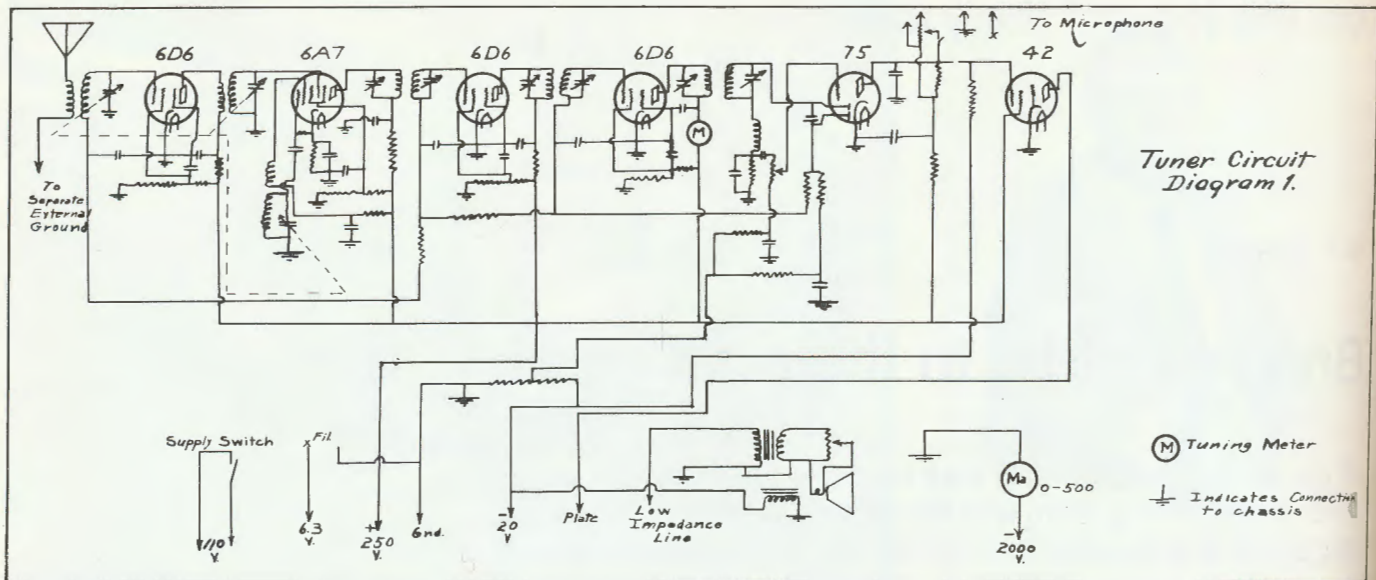 6D6
6A7
6D6
6D6
75
42
To Microphone
M
Tuner Circuit
Diagram 1.
To
Separate
External
Ground
Supply Switch
x Fil.
110
V.
6.3
V.
+
250
V.
Gnd.
-
20
V.
Plate
Low
Impedance
Line
Ma
0-500
-
2000
V.
M Tuning Meter
Indicates Connection
to chassis